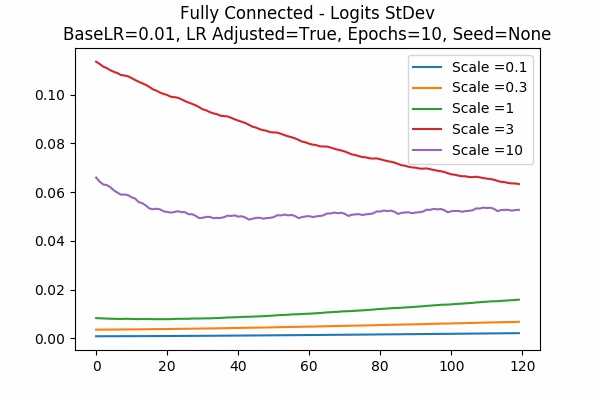 Fully Connected - Logits StDev
BaseLR=0.01, LR Adjusted=True, Epochs=10, Seed=None
Scale =0.1
Scale =0.3
Scale =1
Scale =3
Scale =10
0.10
0.08
0.06
0.04
0.02
0.00
0 20 40 60 80 100 120